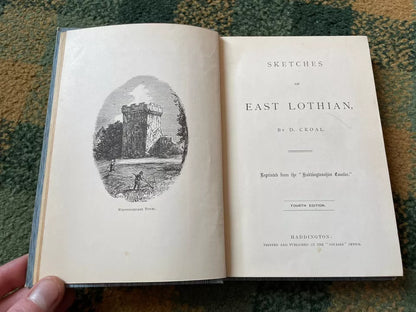 SKETCHES
OF
EAST LOTHIAN,
BY D. CROAL.
Reprinted from the "Haddingtonshire Courier."
FOURTH EDITION.
HADDINGTON:
PRINTED AND PUBLISHED AT THE "COURIER" OFFICE.